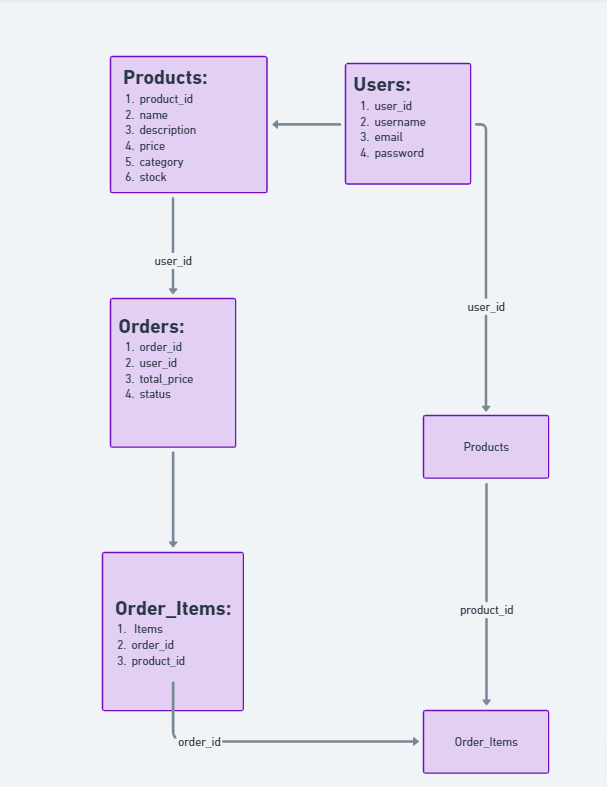 Products:
1. product_id
2. name
3. description
4. price
5. category
6. stock
Users:
1. user_id
2. username
3. email
4. password
user_id
user_id
Orders:
1. order_id
2. user_id
3. total_price
4. status
Products
Order_Items:
1. Items
2. order_id
3. product_id
product_id
order_id
Order_Items